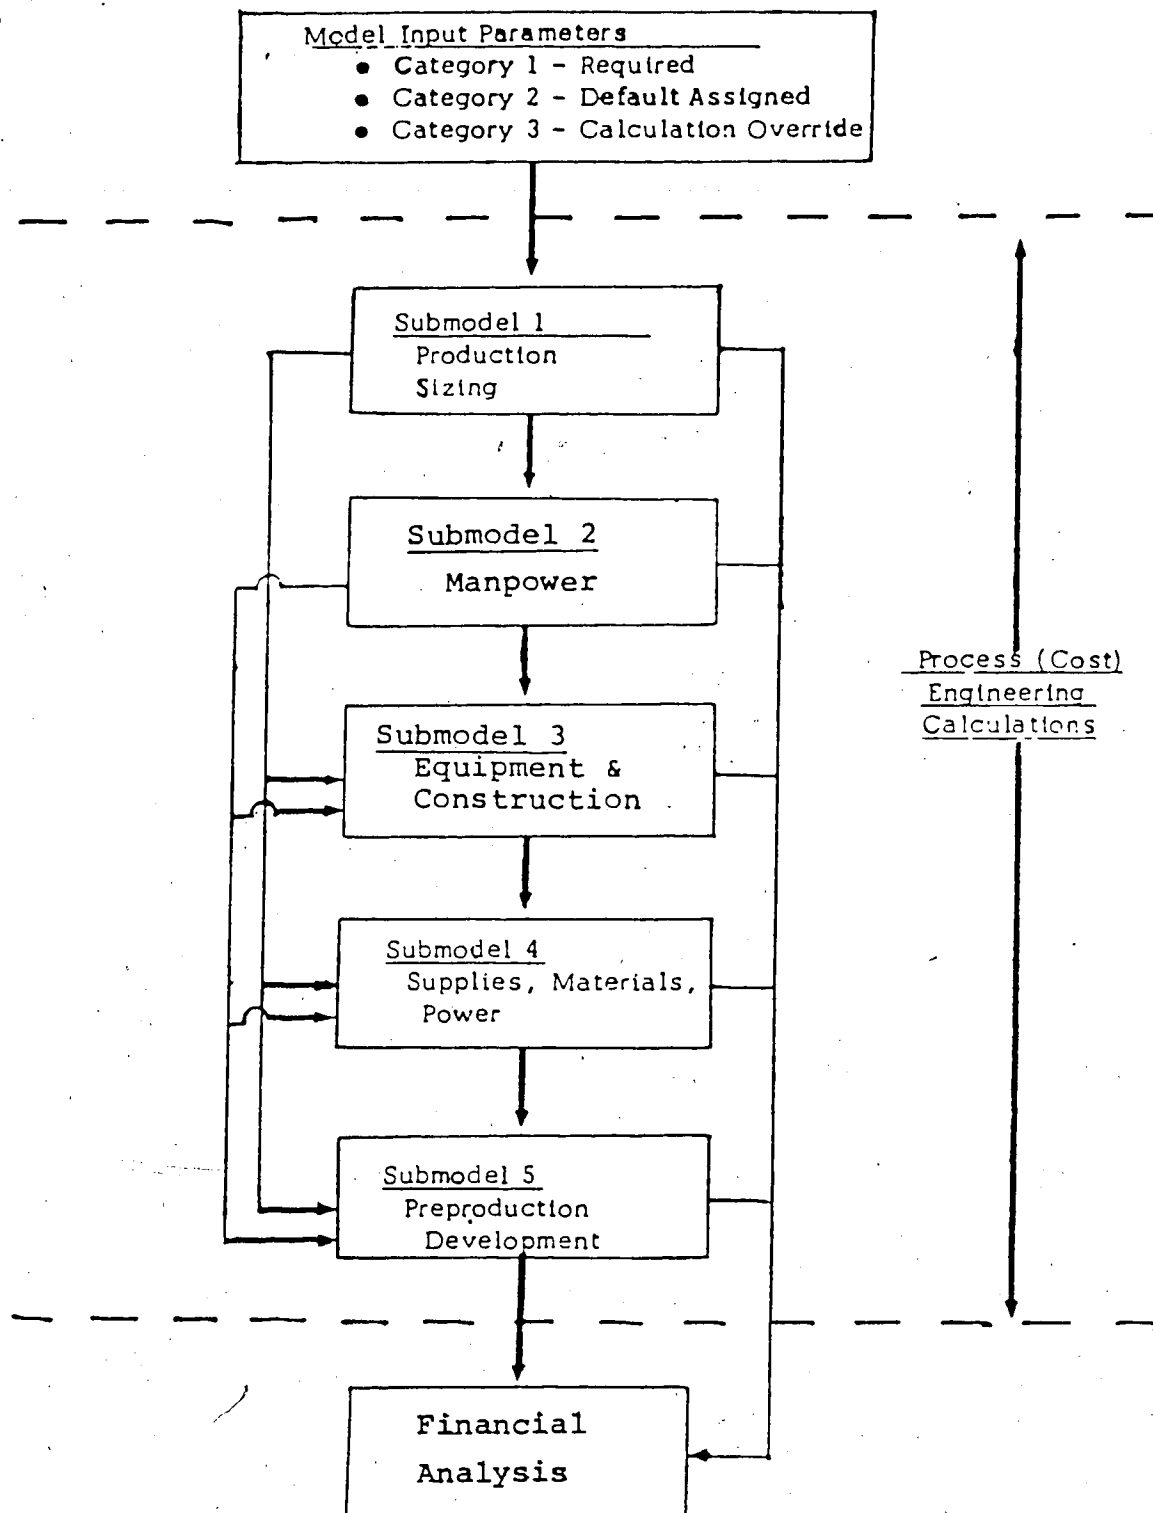 Model Input Parameters
• Category 1 - Required
• Category 2 - Default Assigned
• Category 3 - Calculation Override
Submodel 1
Production
Sizing
Submodel 2
Manpower
Submodel 3
Equipment &
Construction
Submodel 4
Supplies, Materials,
Power
Submodel 5
Preproduction
Development
Process (Cost)
Engineering
Calculations
Financial
Analysis